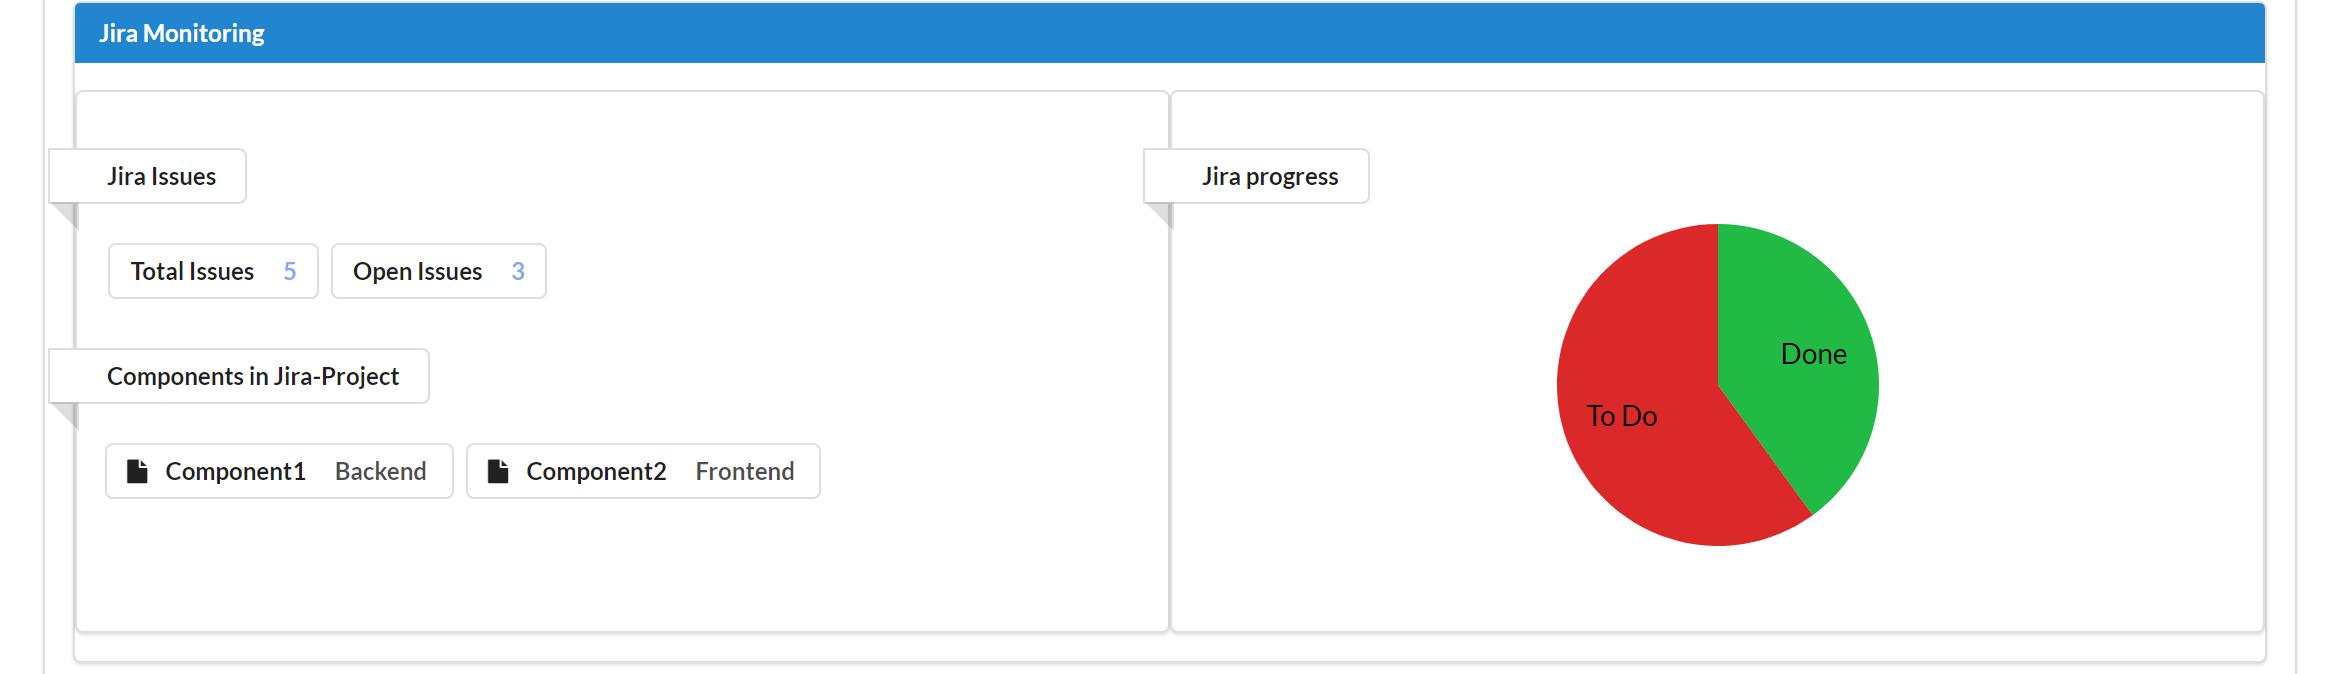 Jira Monitoring
Jira Issues
Total Issues 5 Open Issues 3
Components in Jira-Project
Component1 Backend Component2 Frontend
Jira progress
Done
To Do